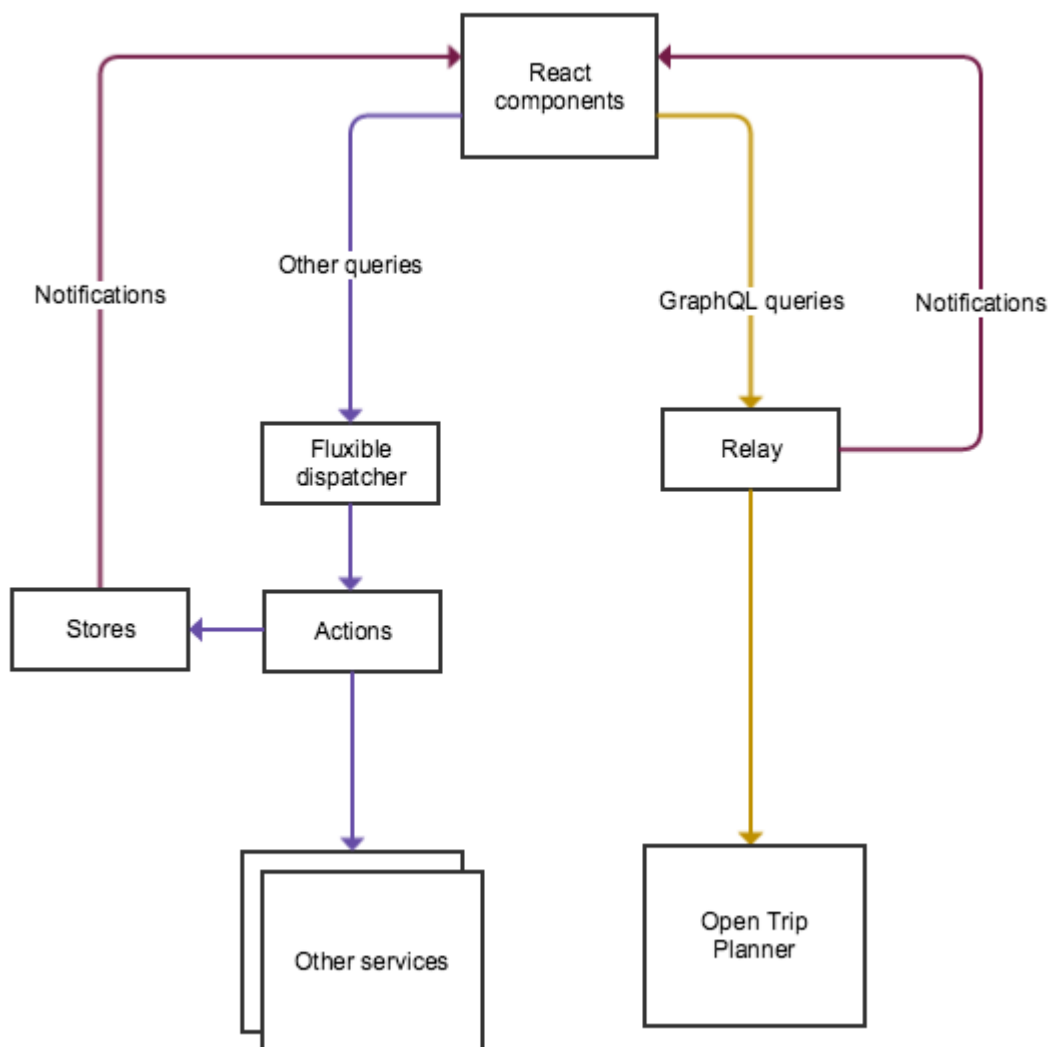 React
components
Other queries
Notifications
GraphQL queries
Notifications
Fluxible
dispatcher
Relay
Stores
Actions
Open Trip
Planner
Other services